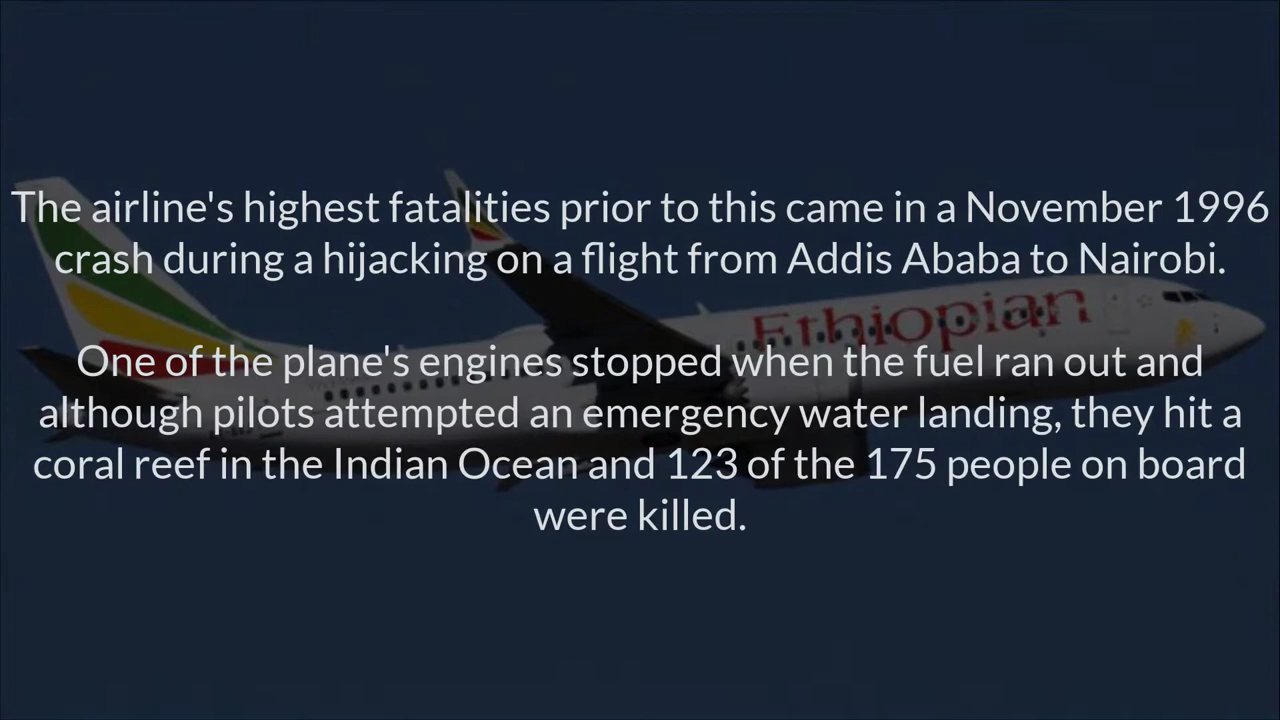 The airline's highest fatalities prior to this came in a November 1996
crash during a hijacking on a flight from Addis Ababa to Nairobi.
Ethiopian
One of the plane's engines stopped when the fuel ran out and
although pilots attempted an emergency water landing, they hit a
coral reef in the Indian Ocean and 123 of the 175 people on board
were killed.